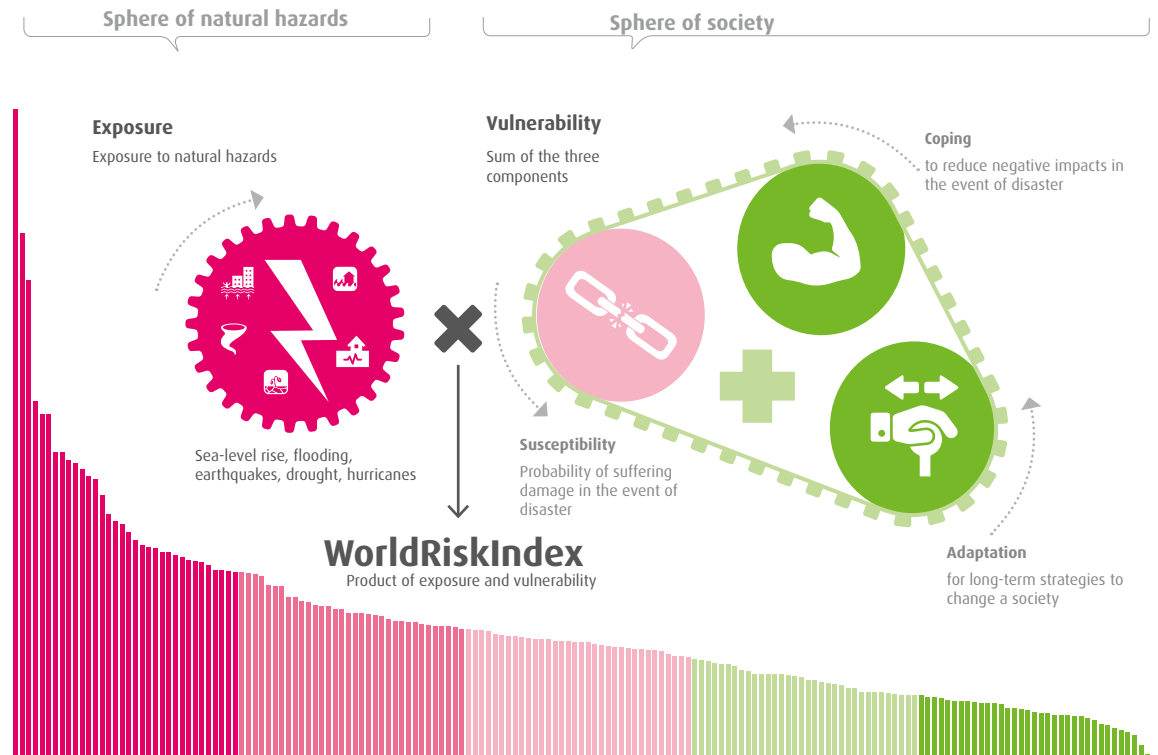 Sphere of natural hazards
Sphere of society
Exposure
Exposure to natural hazards
Vulnerability
Sum of the three
components
Coping
to reduce negative impacts in
the event of disaster
Sea-level rise, flooding,
earthquakes, drought, hurricanes
Susceptibility
Probability of suffering
damage in the event of
disaster
WorldRiskIndex
Product of exposure and vulnerability
Adaptation
for long-term strategies to
change a society